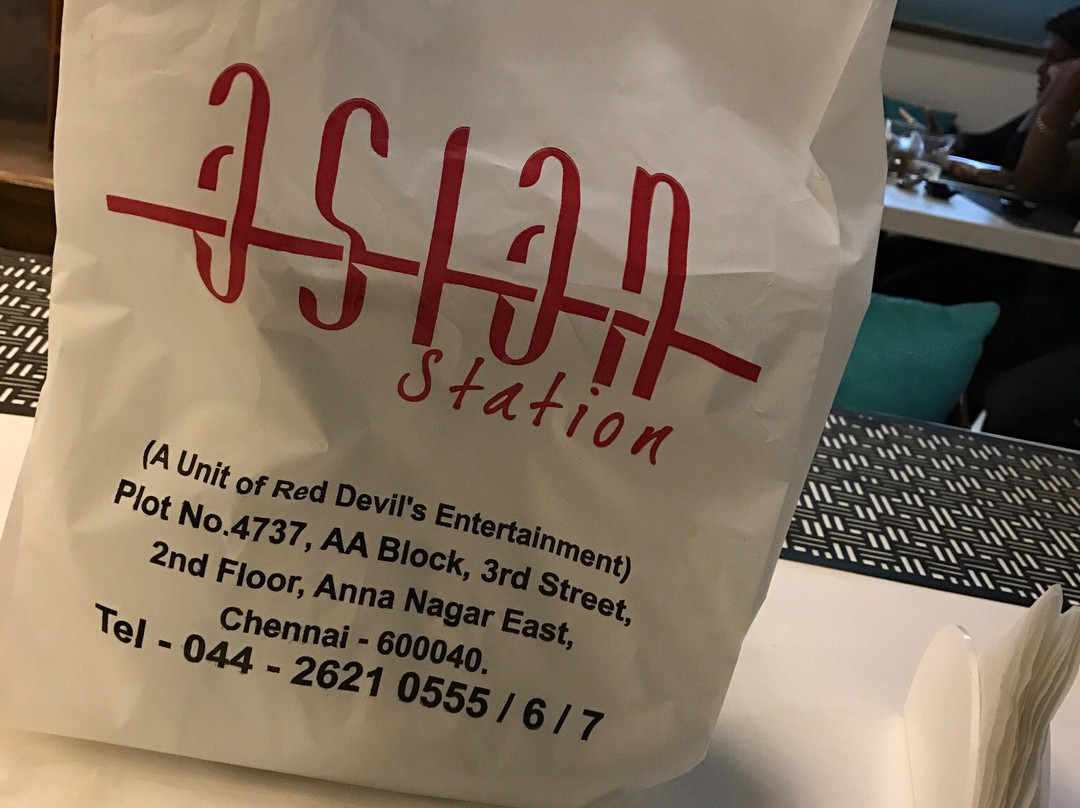 asian
station
(A Unit of Red Devil's Entertainment)
Plot No.4737, AA Block, 3rd Street,
2nd Floor, Anna Nagar East,
Chennai - 600040.
Tel - 044 - 2621 0555 / 6 / 7